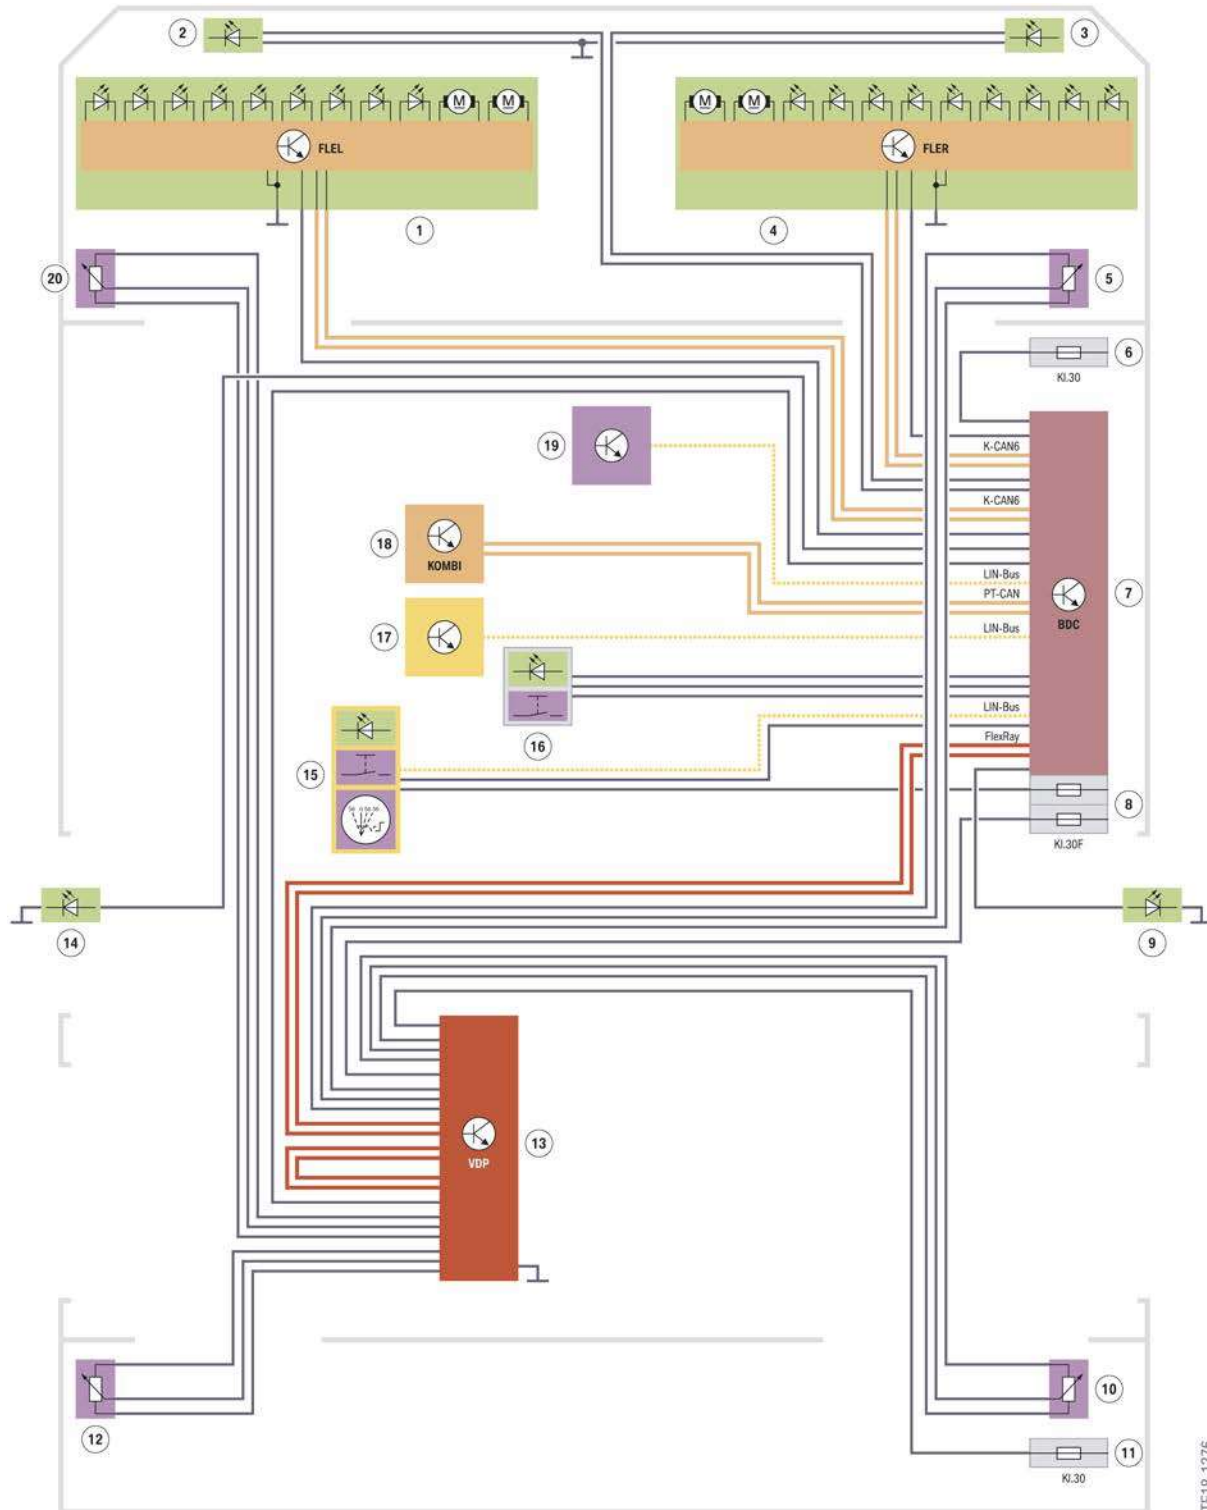 2
3
M
M
M
M
FLEL
FLER
1
4
20
5
6
Kl.30
19
K-CAN6
K-CAN6
18
KOMBI
LIN-Bus
PT-CAN
7
BDC
17
LIN-Bus
16
LIN-Bus
15
FlexRay
8
Kl.30F
14
9
13
VDP
10
12
11
Kl.30